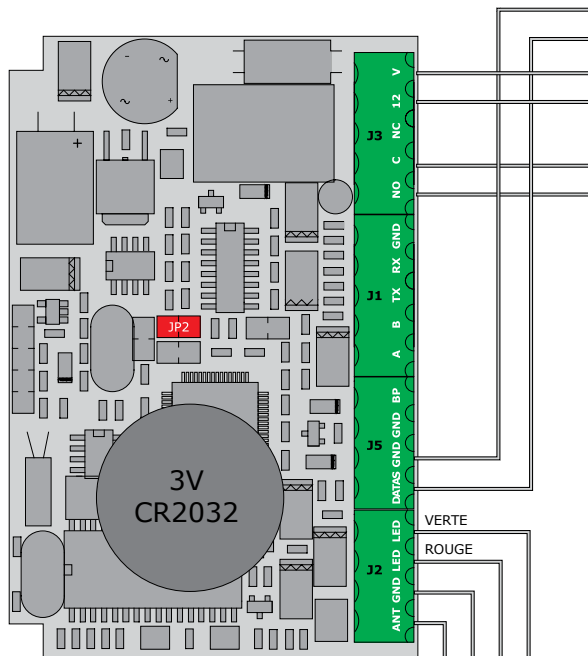 V
12
NC
C
NO
J3
GND
RX
TX
B
A
J1
JP2
BP
GND
GND
DATAS
J5
3V
CR2032
LED
LED
GND
ANT
J2
VERTE
ROUGE
- ~
~ +
+